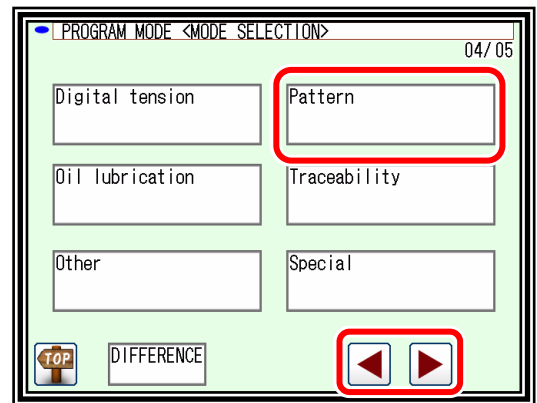 PROGRAM MODE <MODE SELECTION>
04/05
Digital tension
Pattern
Oil lubrication
Traceability
Other
Special
TOP
DIFFERENCE